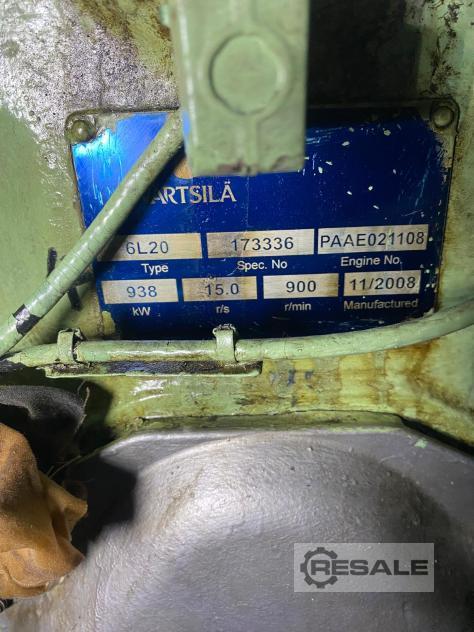 ARTSILÄ
6L20 173336 PAAE021108
Type Spec. No Engine No.
938 15.0 900 11/2008
kW r/s r/min Manufactured
RESALE